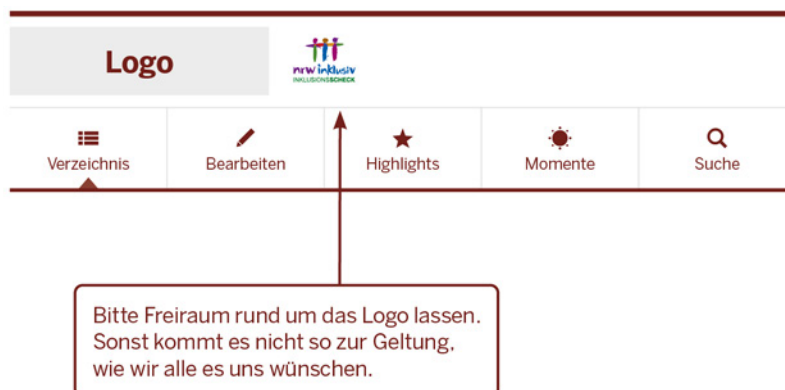 Logo
nrw inklusiv
INKLUSIONSSCHECK
Verzeichnis
Bearbeiten
Highlights
Momente
Suche
Bitte Freiraum rund um das Logo lassen.
Sonst kommt es nicht so zur Geltung,
wie wir alle es uns wünschen.